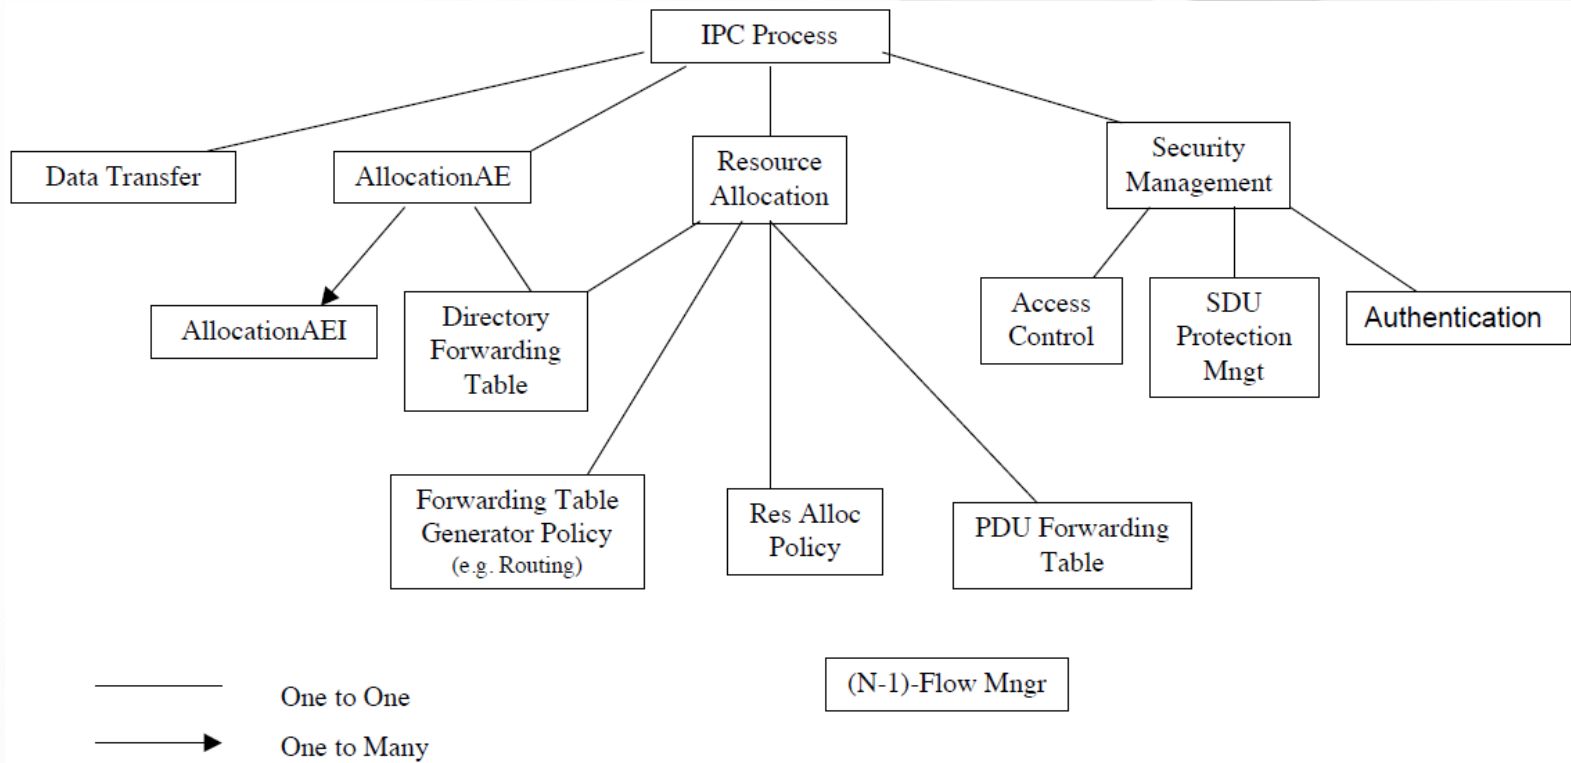 IPC Process
Data Transfer
AllocationAE
Resource
Allocation
Security
Management
AllocationAEI
Directory
Forwarding
Table
Access
Control
SDU
Protection
Mngt
Authentication
Forwarding Table
Generator Policy
(e.g. Routing)
Res Alloc
Policy
PDU Forwarding
Table
(N-1)-Flow Mngr
One to One
One to Many